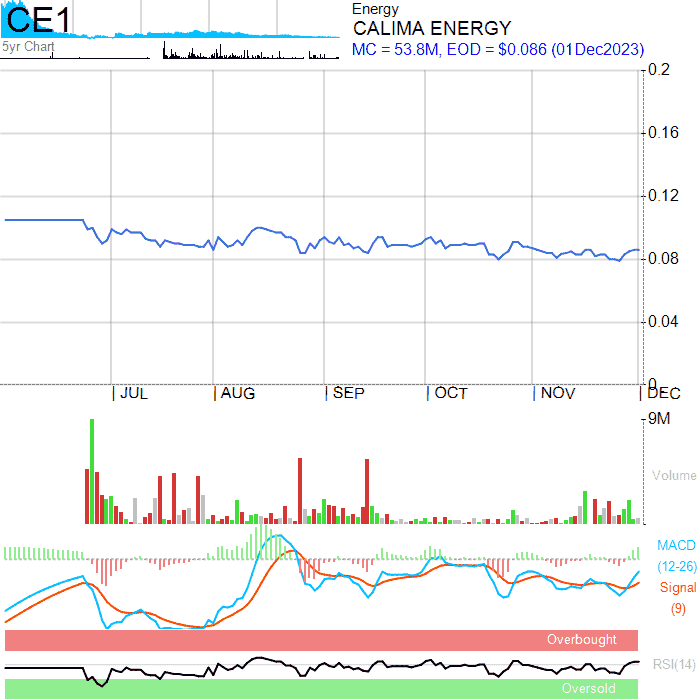 CE1
5yr Chart
Energy
CALIMA ENERGY
MC = 53.8M, EOD = $0.086 (01Dec2023)
0.2
0.16
0.12
0.08
0.04
0
JUL AUG SEP OCT NOV DEC
9M
Volume
MACD
(12-26)
Signal
(9)
Overbought
RSI(14)
Oversold